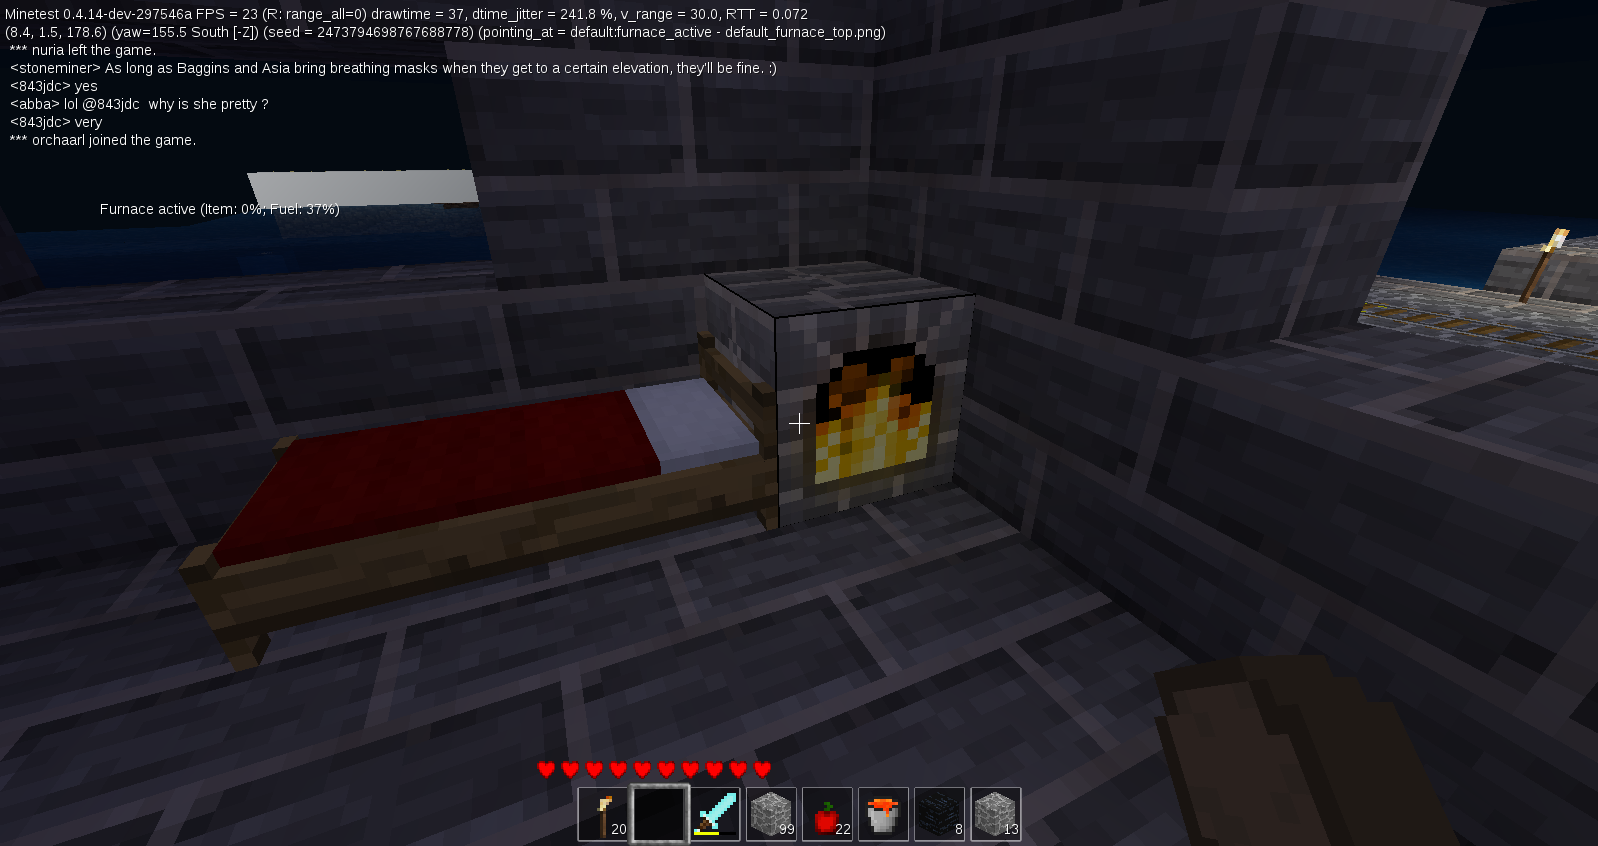 Minetest 0.4.14-dev-297546a FPS = 23 (R: range_all=0) drawtime = 37, dtime_jitter = 241.8 %, v_range = 30.0, RTT = 0.072
(8.4, 1.5, 178.6) (yaw=155.5 South [-Z]) (seed = 2473794698767688778) (pointing_at = default:furnace_active - default_furnace_top.png)
*** nuria left the game.
<stoneminer> As long as Baggins and Asia bring breathing masks when they get to a certain elevation, they'll be fine. :)
<843jdc> yes
<abba> lol @843jdc  why is she pretty ?
<843jdc> very
*** orchaarl joined the game.
Furnace active (Item: 0%; Fuel: 37%)
20 99 22 8 13